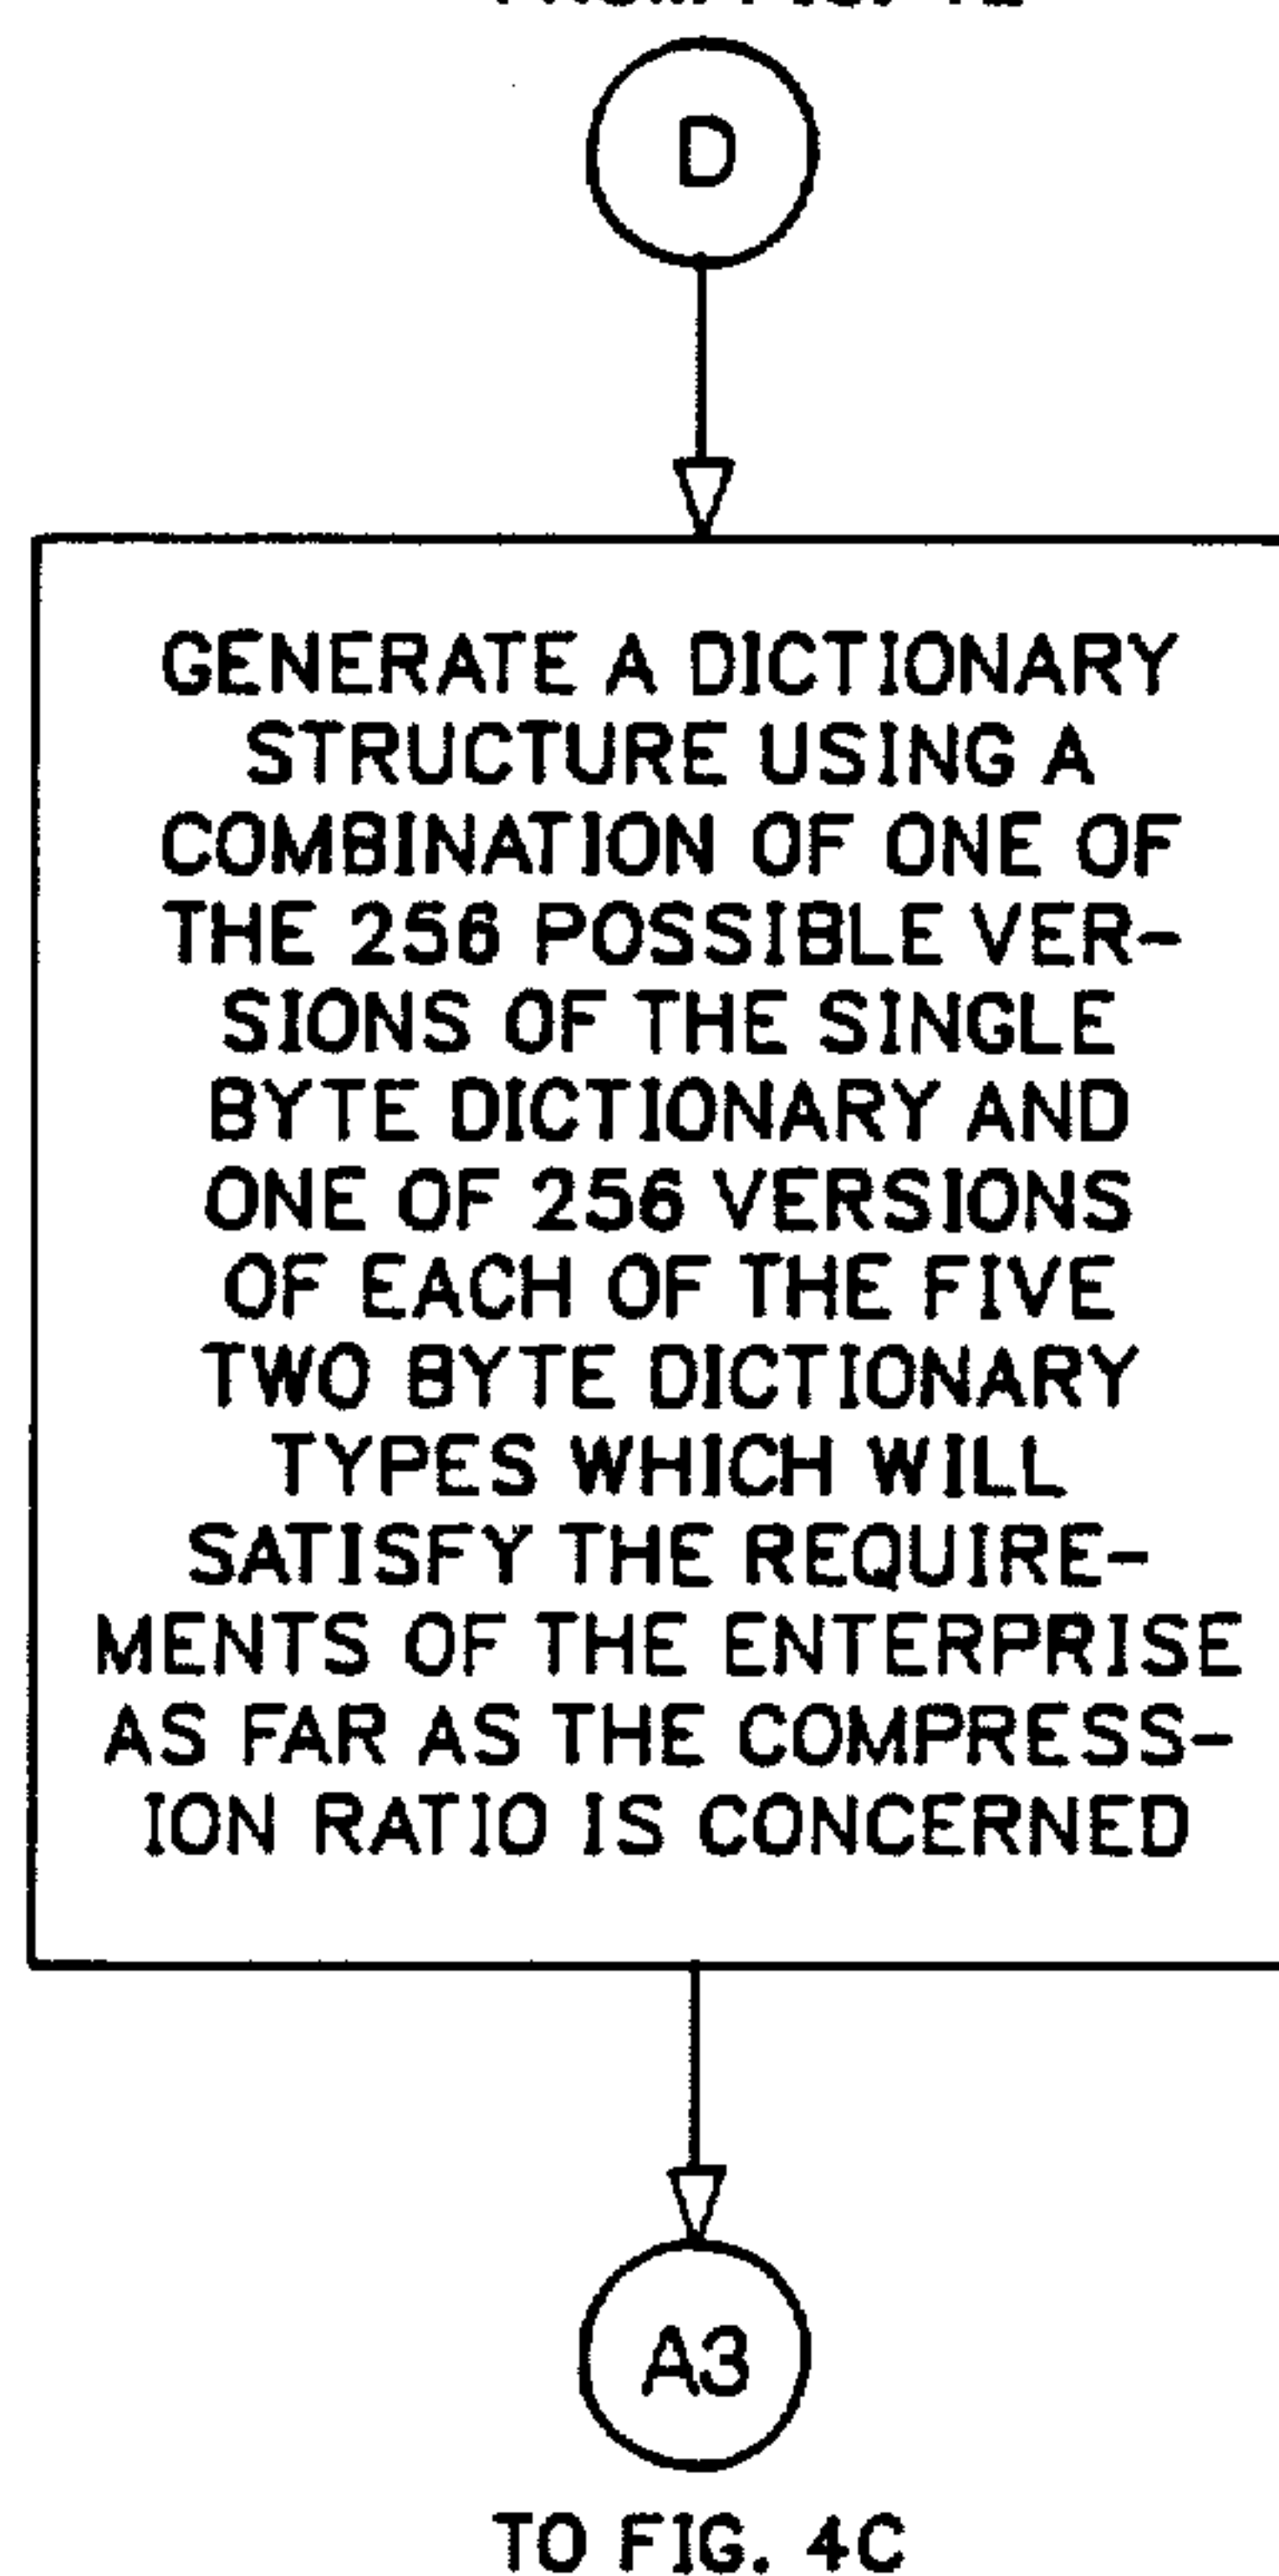 D
GENERATE A DICTIONARY
STRUCTURE USING A
COMBINATION OF ONE OF
THE 256 POSSIBLE VER-
SIONS OF THE SINGLE
BYTE DICTIONARY AND
ONE OF 256 VERSIONS
OF EACH OF THE FIVE
TWO BYTE DICTIONARY
TYPES WHICH WILL
SATISFY THE REQUIRE-
MENTS OF THE ENTERPRISE
AS FAR AS THE COMPRESS-
ION RATIO IS CONCERNED
A3
TO FIG. 4C